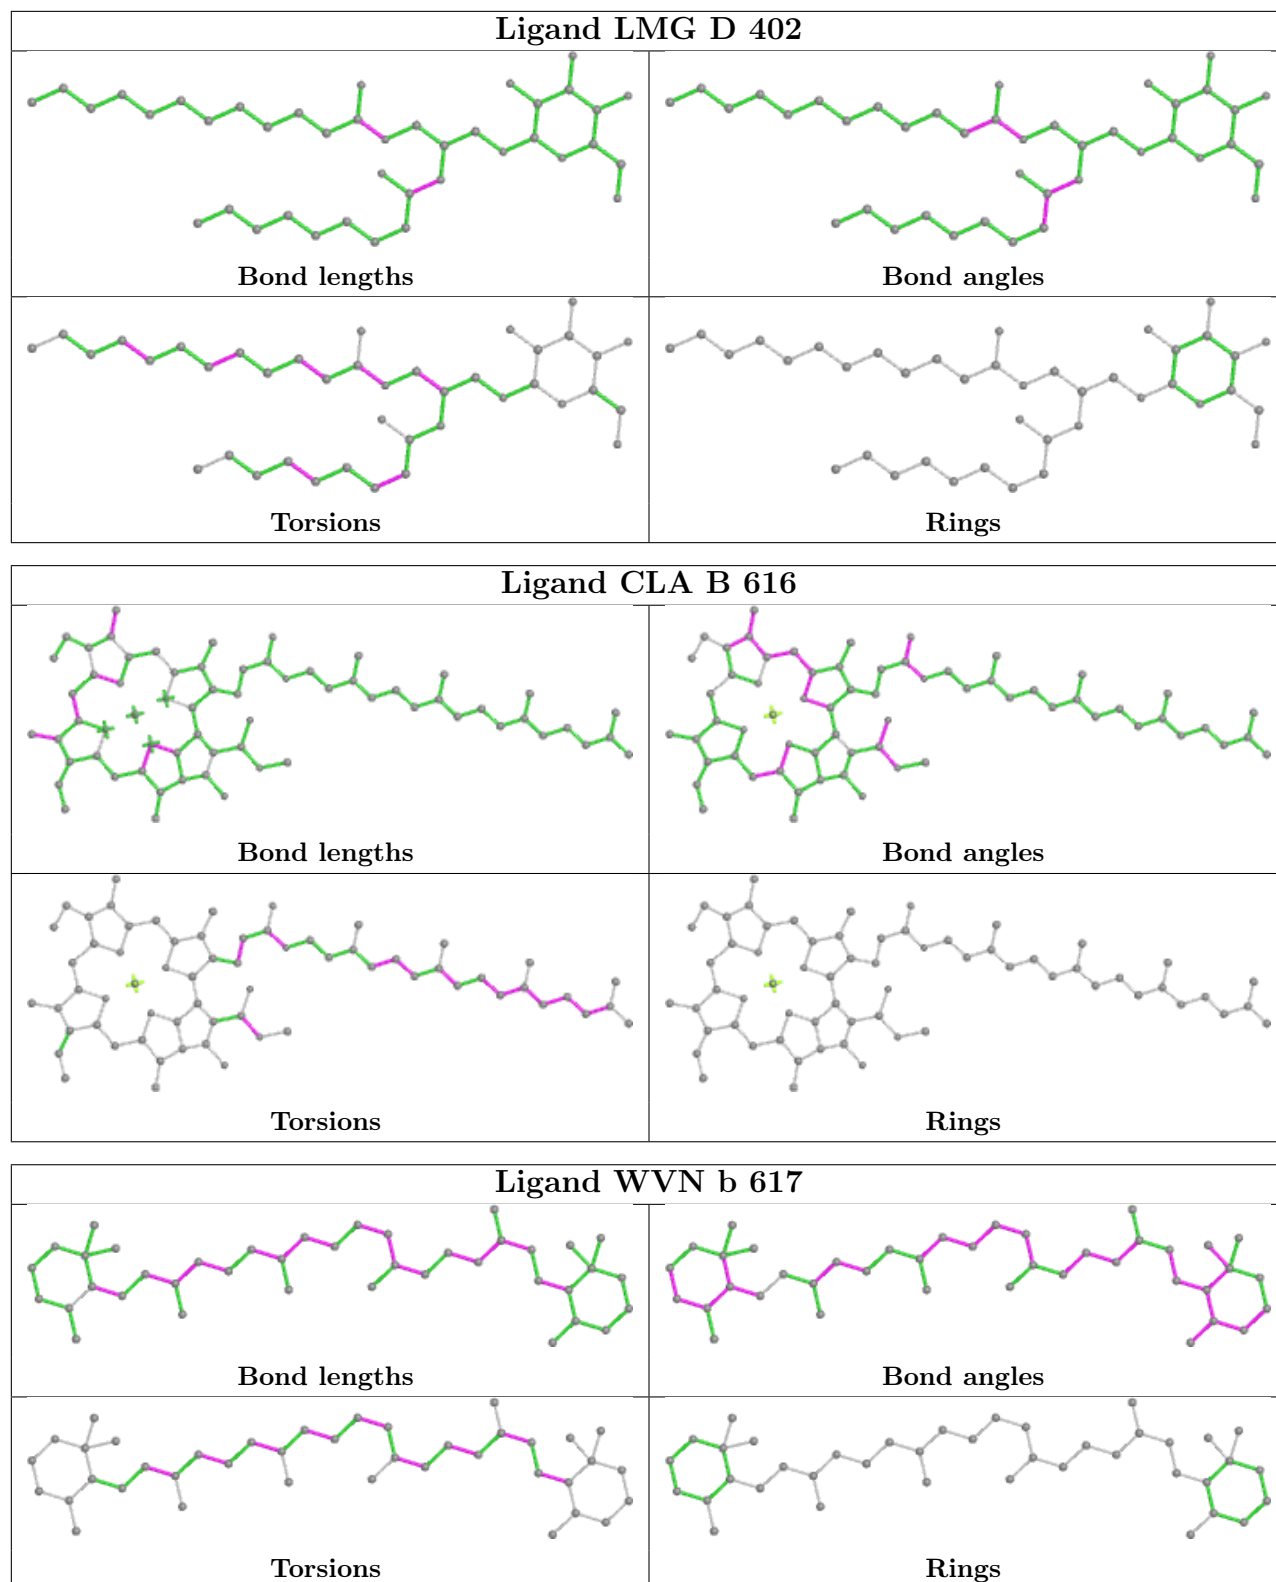 Ligand LMG D 402
Bond lengths
Bond angles
Torsions
Rings
Ligand CLA B 616
Bond lengths
Bond angles
Torsions
Rings
Ligand WVN b 617
Bond lengths
Bond angles
Torsions
Rings